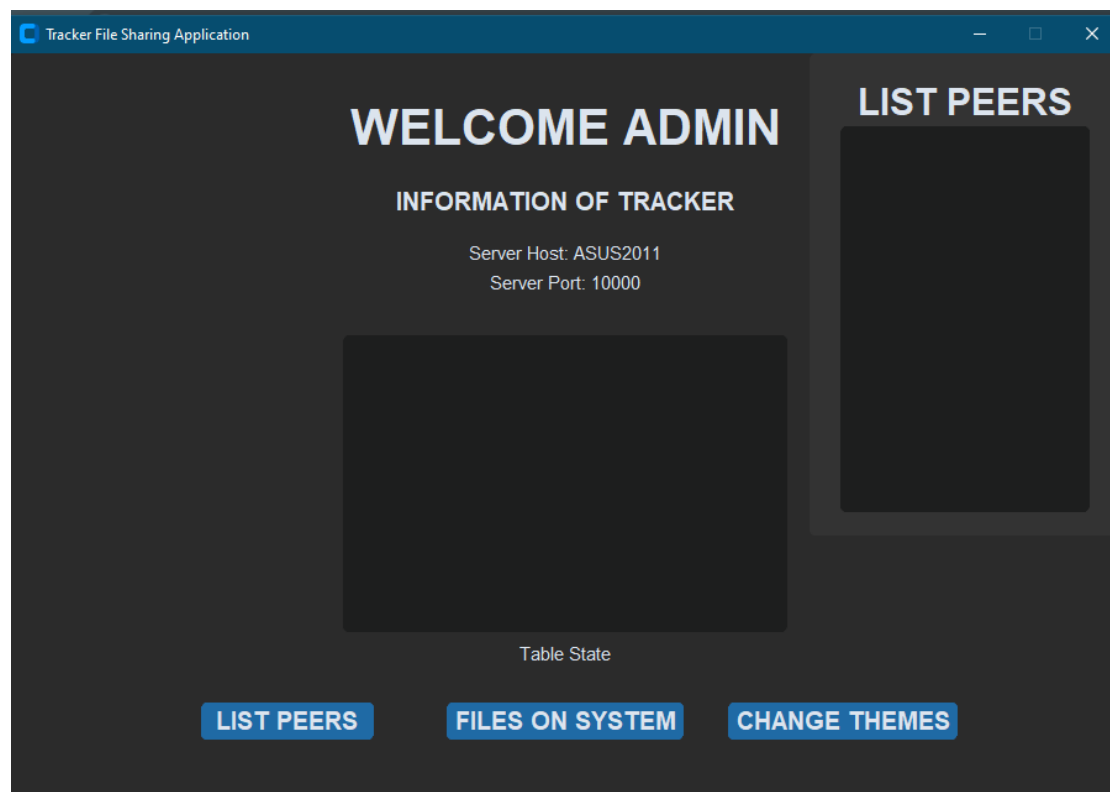 Tracker File Sharing Application
WELCOME ADMIN
INFORMATION OF TRACKER
Server Host: ASUS2011
Server Port: 10000
Table State
LIST PEERS
LIST PEERS
FILES ON SYSTEM
CHANGE THEMES